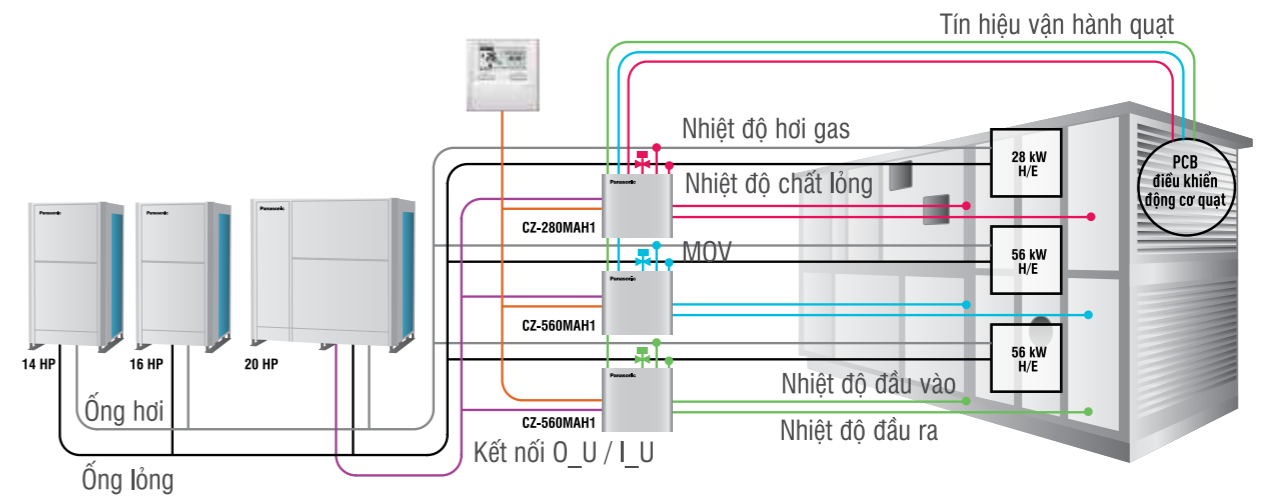 Tín hiệu vận hành quạt
Nhiệt độ hơi gas
28 kW
H/E
PCB
điều khiển
động cơ quạt
Panasonic
Nhiệt độ chất lỏng
CZ-280MAH1
Panasonic
Panasonic
Panasonic
MOV
56 kW
H/E
Panasonic
CZ-560MAH1
14 HP
16 HP
20 HP
56 kW
H/E
Panasonic
Nhiệt độ đầu vào
Ống hơi
CZ-560MAH1
Nhiệt độ đầu ra
Kết nối O_U / I_U
Ống lỏng